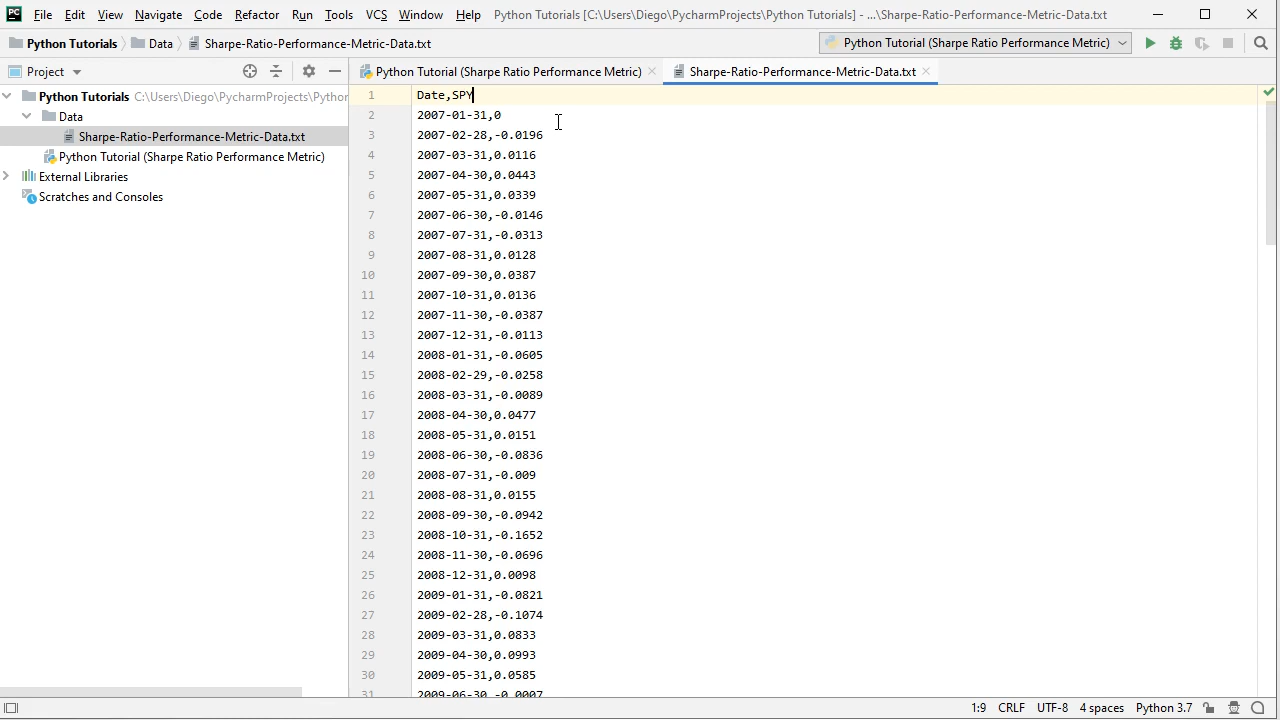 PC File Edit View Navigate Code Refactor Run Tools VCS Window Help Python Tutorials [C:\Users\Diego\PycharmProjects\Python Tutorials] - ...\Sharpe-Ratio-Performance-Metric-Data.txt
Python Tutorials Data Sharpe-Ratio-Performance-Metric-Data.txt Python Tutorial (Sharpe Ratio Performance Metric)
Project Python Tutorial (Sharpe Ratio Performance Metric) Sharpe-Ratio-Performance-Metric-Data.txt
Python Tutorials C:\Users\Diego\PycharmProjects\Python
Data
Sharpe-Ratio-Performance-Metric-Data.txt
Python Tutorial (Sharpe Ratio Performance Metric)
External Libraries
Scratches and Consoles
1 Date,SPY
2 2007-01-31,0
3 2007-02-28,-0.0196
4 2007-03-31,0.0116
5 2007-04-30,0.0443
6 2007-05-31,0.0339
7 2007-06-30,-0.0146
8 2007-07-31,-0.0313
9 2007-08-31,0.0128
10 2007-09-30,0.0387
11 2007-10-31,0.0136
12 2007-11-30,-0.0387
13 2007-12-31,-0.0113
14 2008-01-31,-0.0605
15 2008-02-29,-0.0258
16 2008-03-31,-0.0089
17 2008-04-30,0.0477
18 2008-05-31,0.0151
19 2008-06-30,-0.0836
20 2008-07-31,-0.009
21 2008-08-31,0.0155
22 2008-09-30,-0.0942
23 2008-10-31,-0.1652
24 2008-11-30,-0.0696
25 2008-12-31,0.0098
26 2009-01-31,-0.0821
27 2009-02-28,-0.1074
28 2009-03-31,0.0833
29 2009-04-30,0.0993
30 2009-05-31,0.0585
31 2009-06-30,-0.0007
1:9 CRLF UTF-8 4 spaces Python 3.7